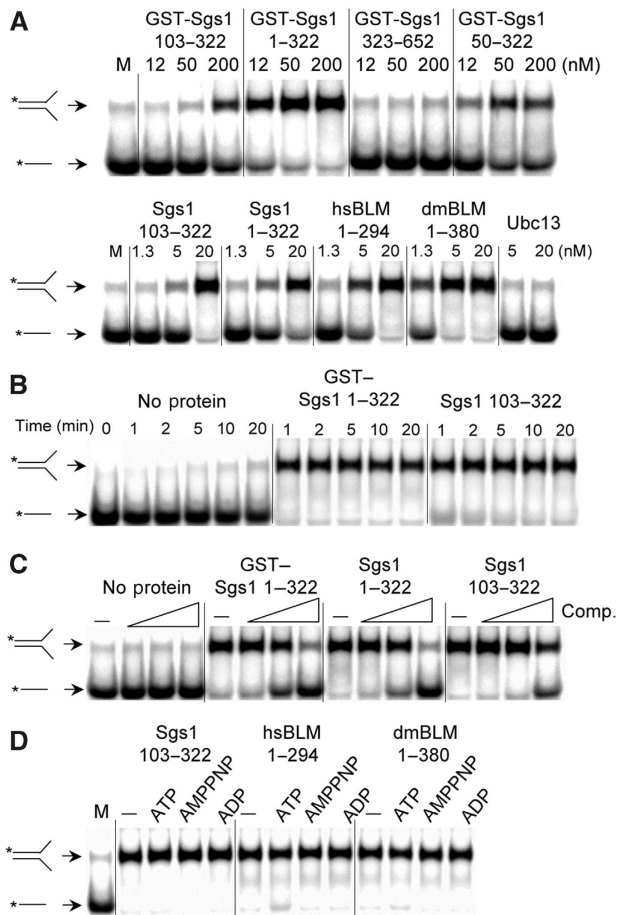 A
GST-Sgs1 GST-Sgs1 GST-Sgs1 GST-Sgs1
103–322 1–322 323–652 50–322
M 12 50 200 12 50 200 12 50 200 12 50 200 (nM)
*
*
Sgs1 Sgs1 hsBLM dmBLM Ubc13
103–322 1–322 1–294 1–380
M 1.3 5 20 1.3 5 20 1.3 5 20 1.3 5 20 5 20 (nM)
*
*
B
No protein GST– Sgs1 103–322
Sgs1 1–322
Time (min) 0 1 2 5 10 20 1 2 5 10 20 1 2 5 10 20
*
*
C
No protein GST– Sgs1 Sgs1
Sgs1 1–322 1–322 103–322
– – – – Comp.
*
*
D
Sgs1 hsBLM dmBLM
103–322 1–294 1–380
M – ATP AMPPNP ADP – ATP AMPPNP ADP – ATP AMPPNP ADP
*
*